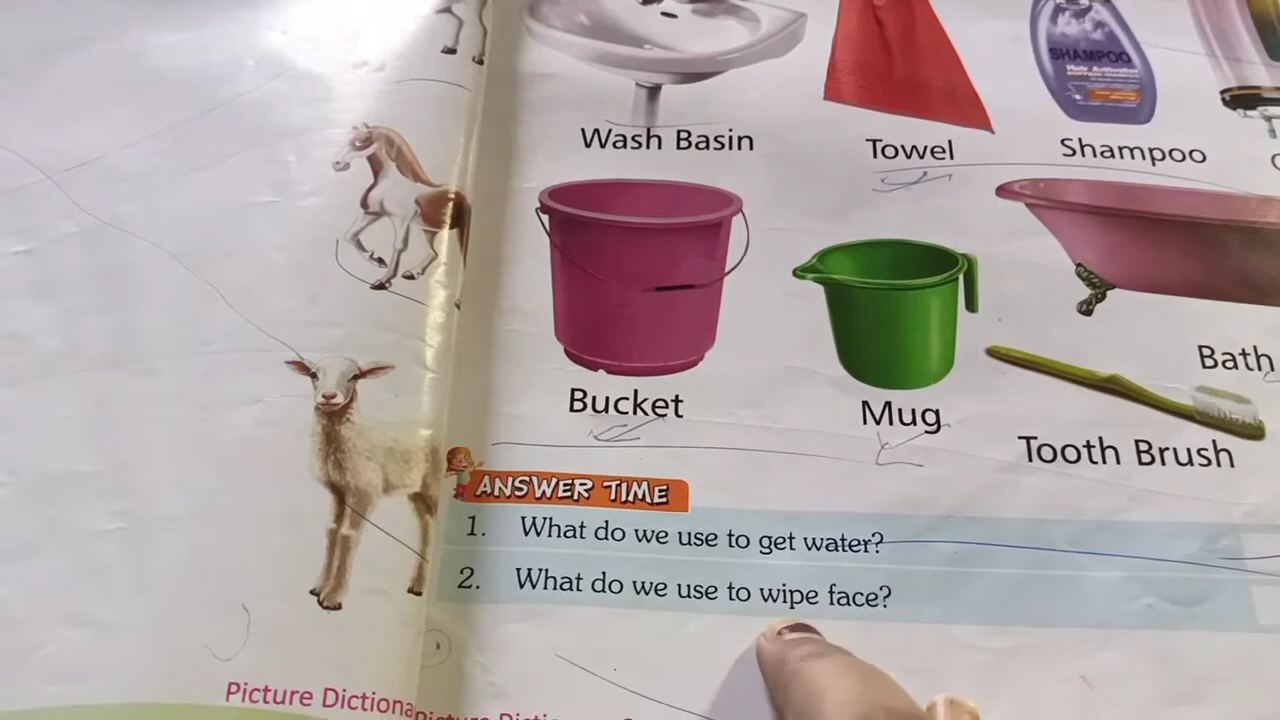 SHAMPOO
Wash Basin
Towel
Shampoo
Bucket
Mug
Bath
Tooth Brush
ANSWER TIME
1. What do we use to get water?
2. What do we use to wipe face?
Picture Dictiona